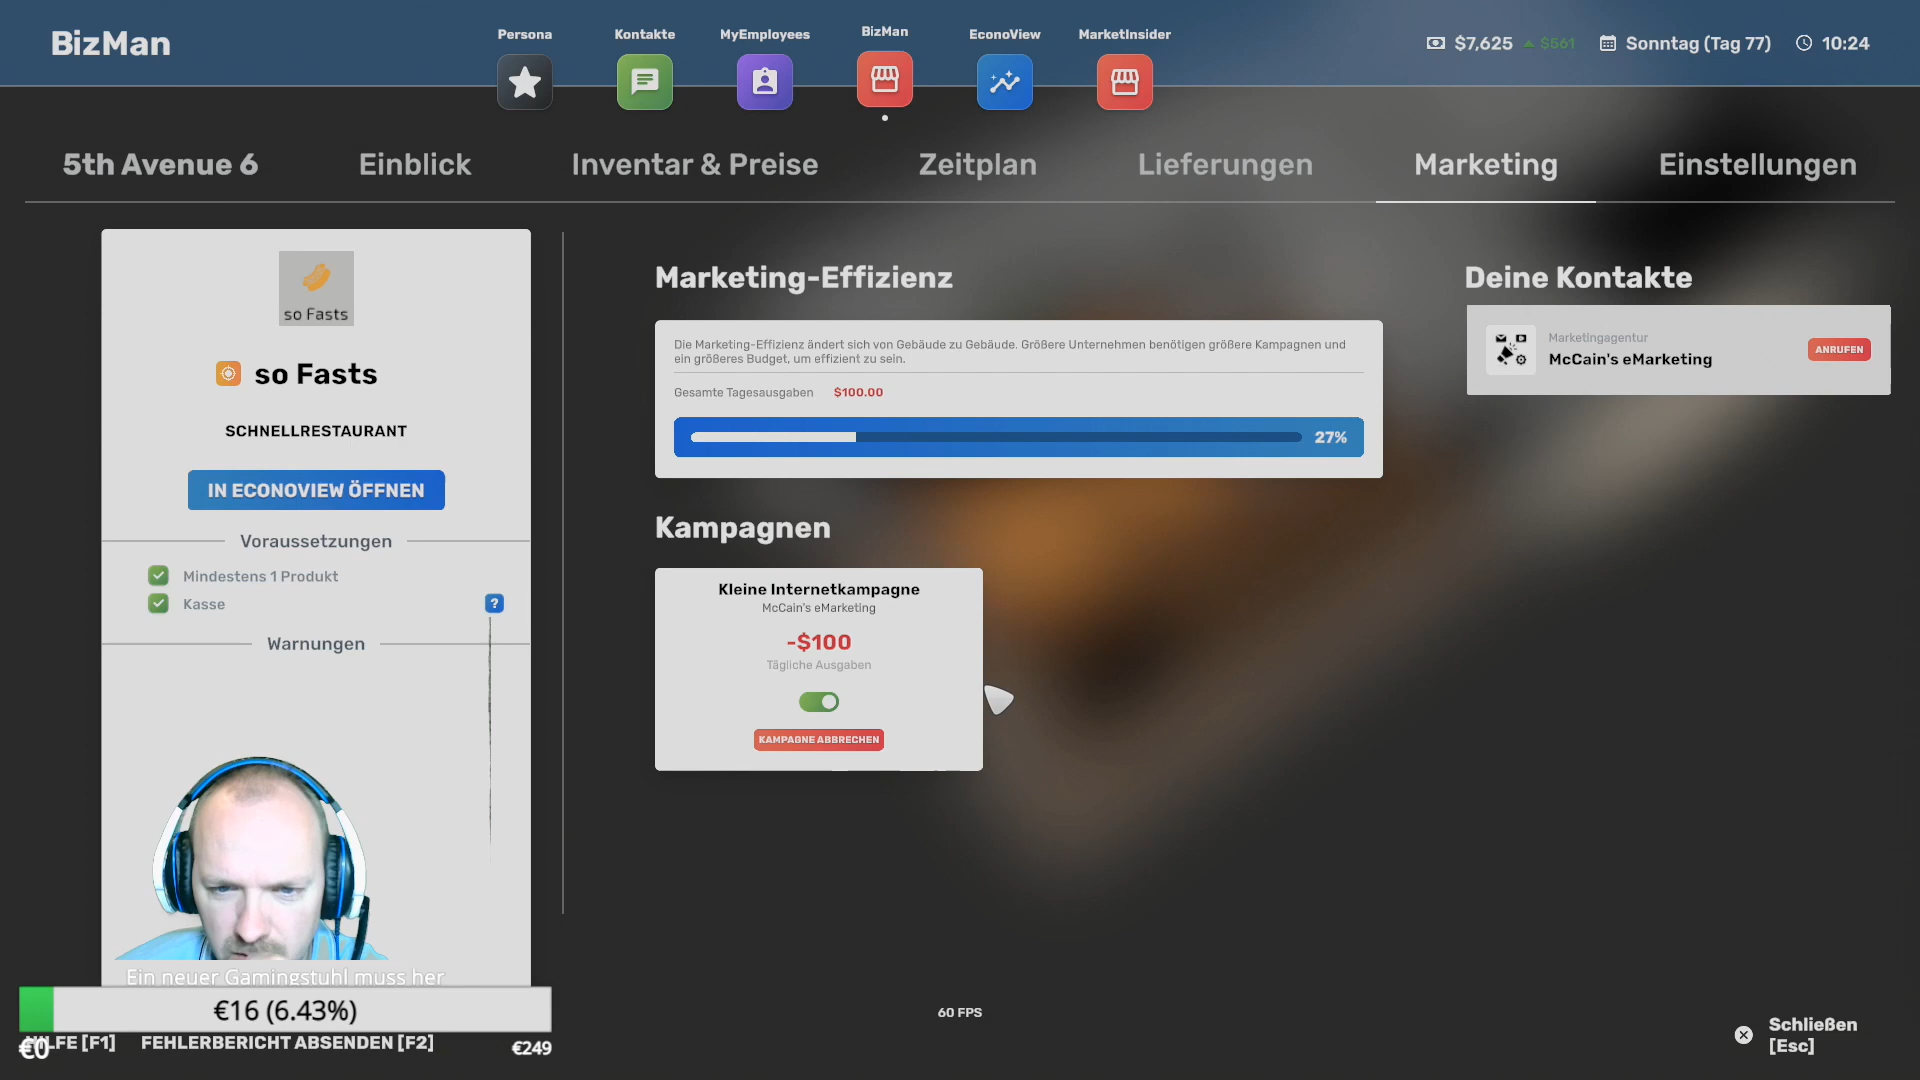 BizMan
Persona
Kontakte
MyEmployees
BizMan
EconoView
MarketInsider
$7,625
$561
Sonntag (Tag 77)
10:24
5th Avenue 6
Einblick
Inventar & Preise
Zeitplan
Lieferungen
Marketing
Einstellungen
so Fasts
so Fasts
SCHNELLRESTAURANT
IN ECONOVIEW ÖFFNEN
Voraussetzungen
Mindestens 1 Produkt
Kasse
?
Warnungen
Marketing-Effizienz
Die Marketing-Effizienz ändert sich von Gebäude zu Gebäude. Größere Unternehmen benötigen größere Kampagnen und
ein größeres Budget, um effizient zu sein.
Gesamte Tagesausgaben $100.00
27%
Kampagnen
Kleine Internetkampagne
McCain's eMarketing
-$100
Tägliche Ausgaben
KAMPAGNE ABBRECHEN
Deine Kontakte
Marketingagentur
McCain's eMarketing
ANRUFEN
Ein neuer Gamingstuhl muss her
€16 (6.43%)
€0
[F1]
FEHLERBERICHT ABSENDEN [F2]
€249
60 FPS
Schließen
[Esc]